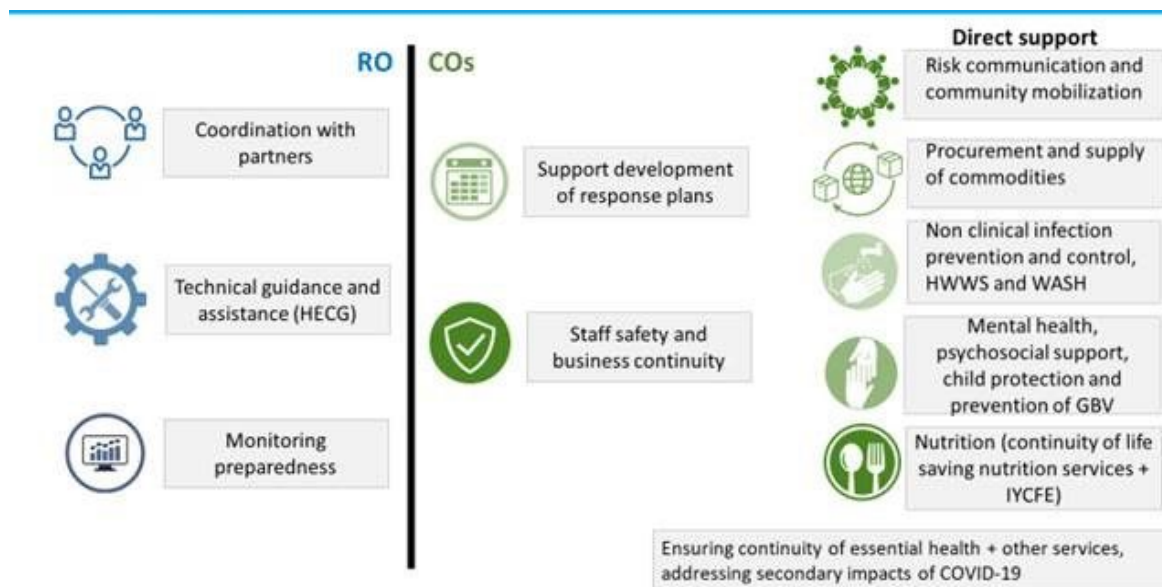 RO
Coordination with
partners
Technical guidance and
assistance (HECG)
Monitoring
preparedness
COs
Support development
of response plans
Staff safety and
business continuity
Direct support
Risk communication and
community mobilization
Procurement and supply
of commodities
Non clinical infection
prevention and control,
HWWS and WASH
Mental health,
psychosocial support,
child protection and
prevention of GBV
Nutrition (continuity of life
saving nutrition services +
IYCFE)
Ensuring continuity of essential health + other services,
addressing secondary impacts of COVID-19